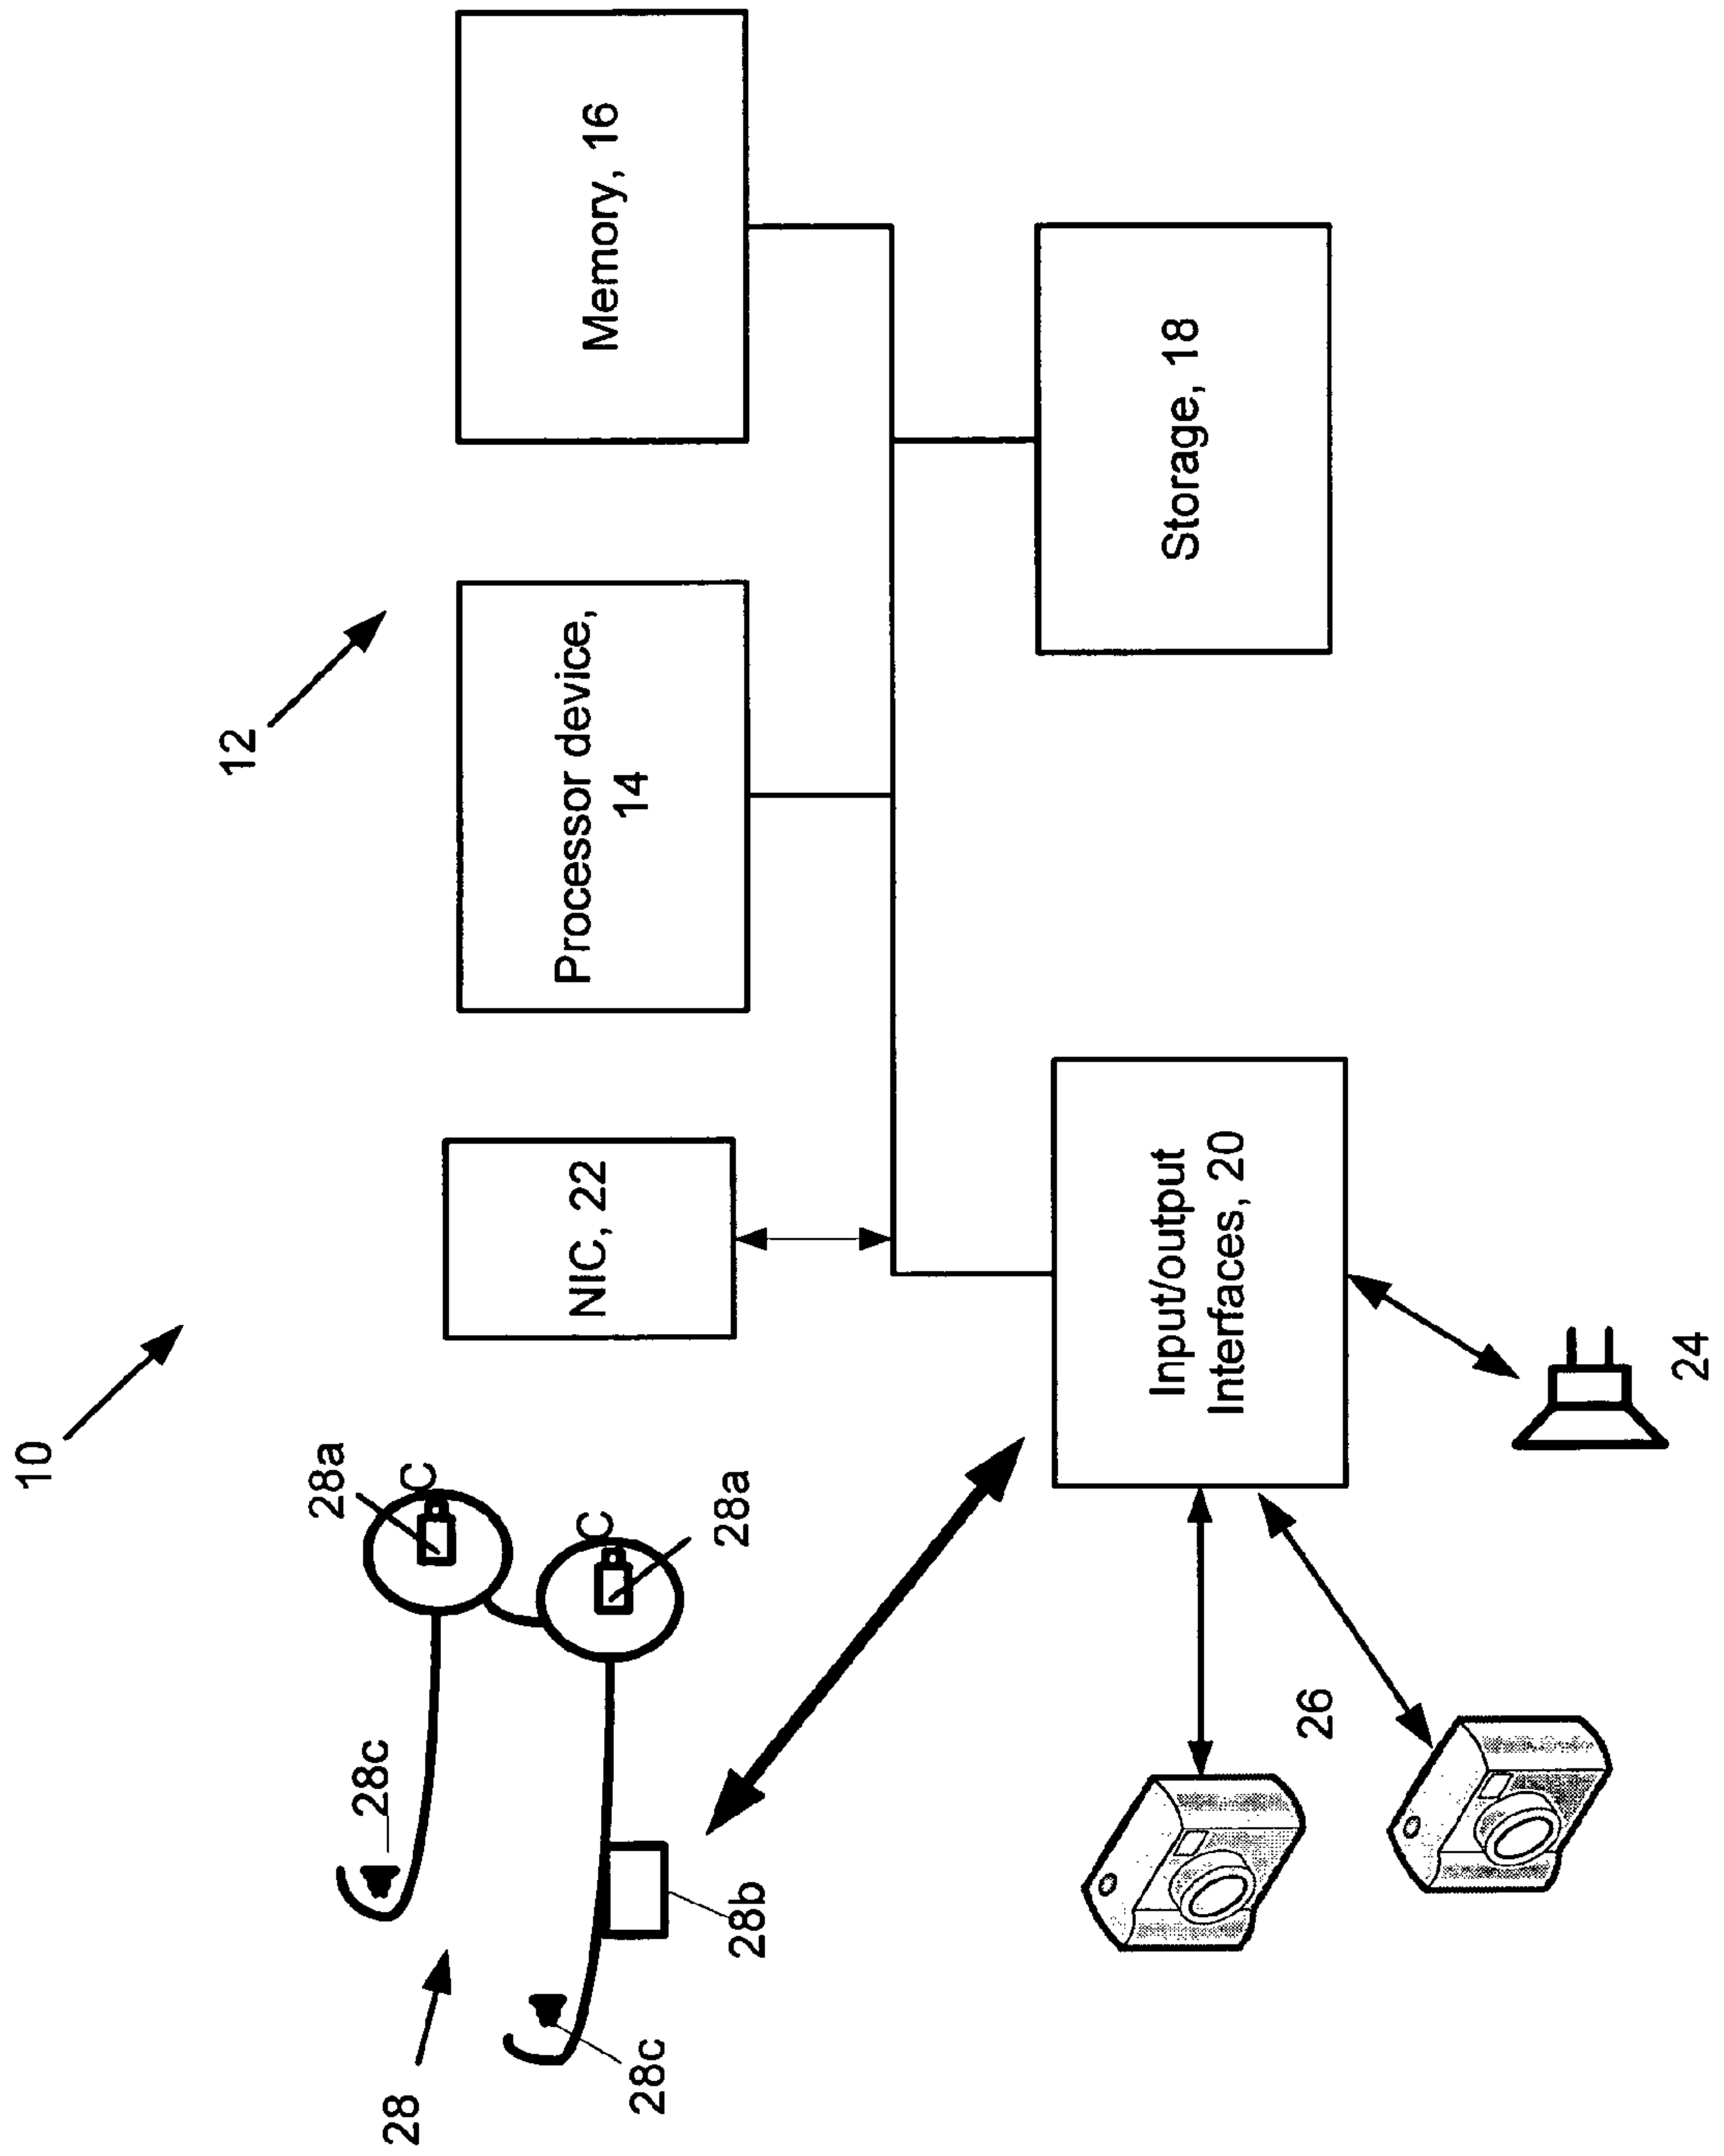 10
12
28a
28c
28
C
NIC, 22
Processor device,
14
Memory, 16
C
28c
28a
28b
Input/output
Interfaces, 20
Storage, 18
26
24